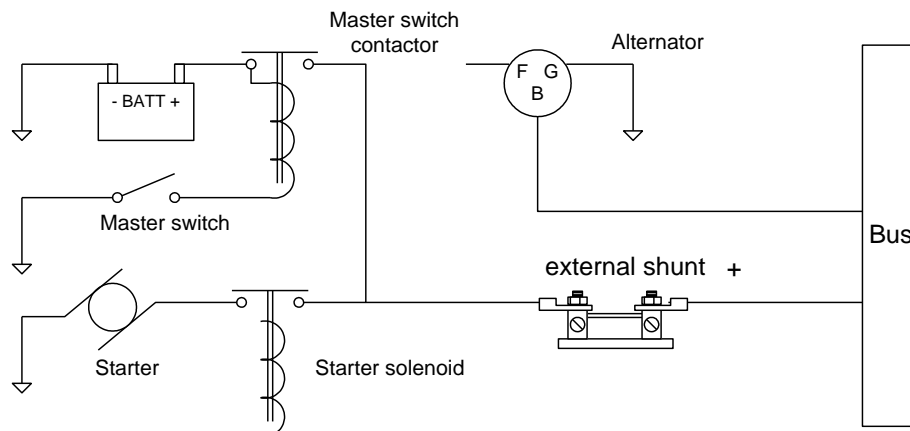 Master switch
contactor
Alternator
F G
B
- BATT +
Master switch
Bus
external shunt +
Starter
Starter solenoid